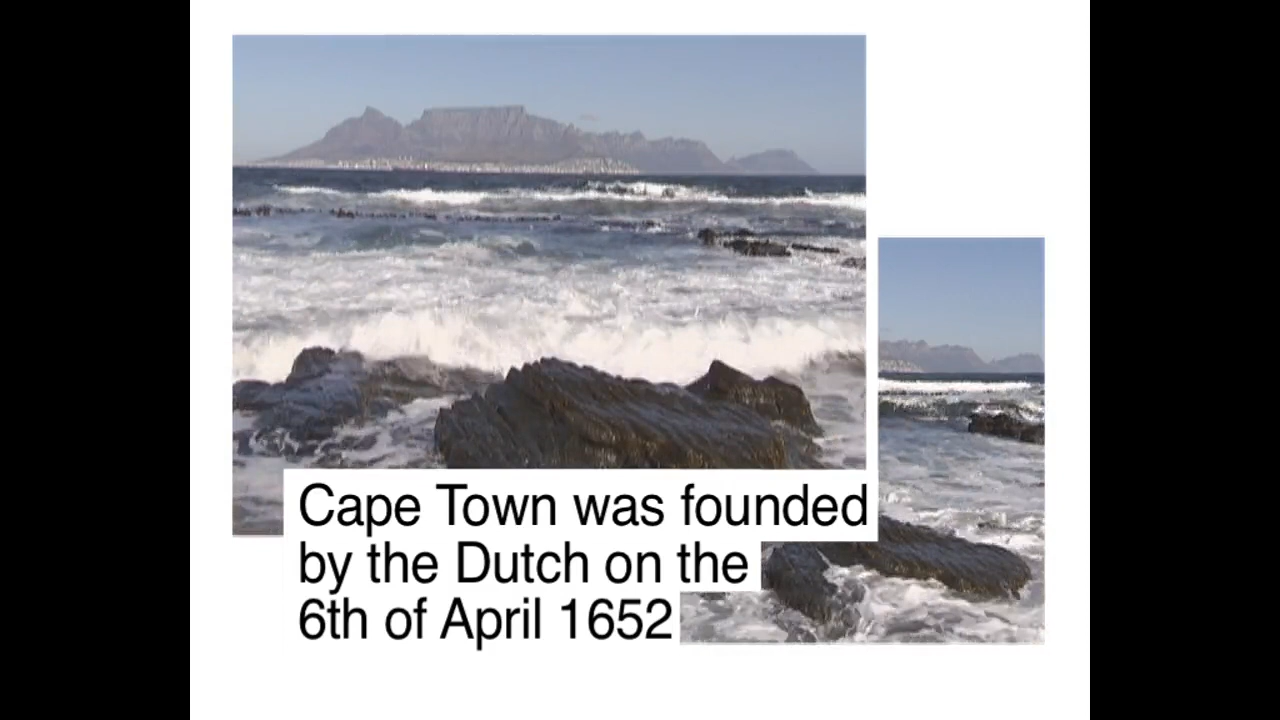 Cape Town was founded
by the Dutch on the
6th of April 1652